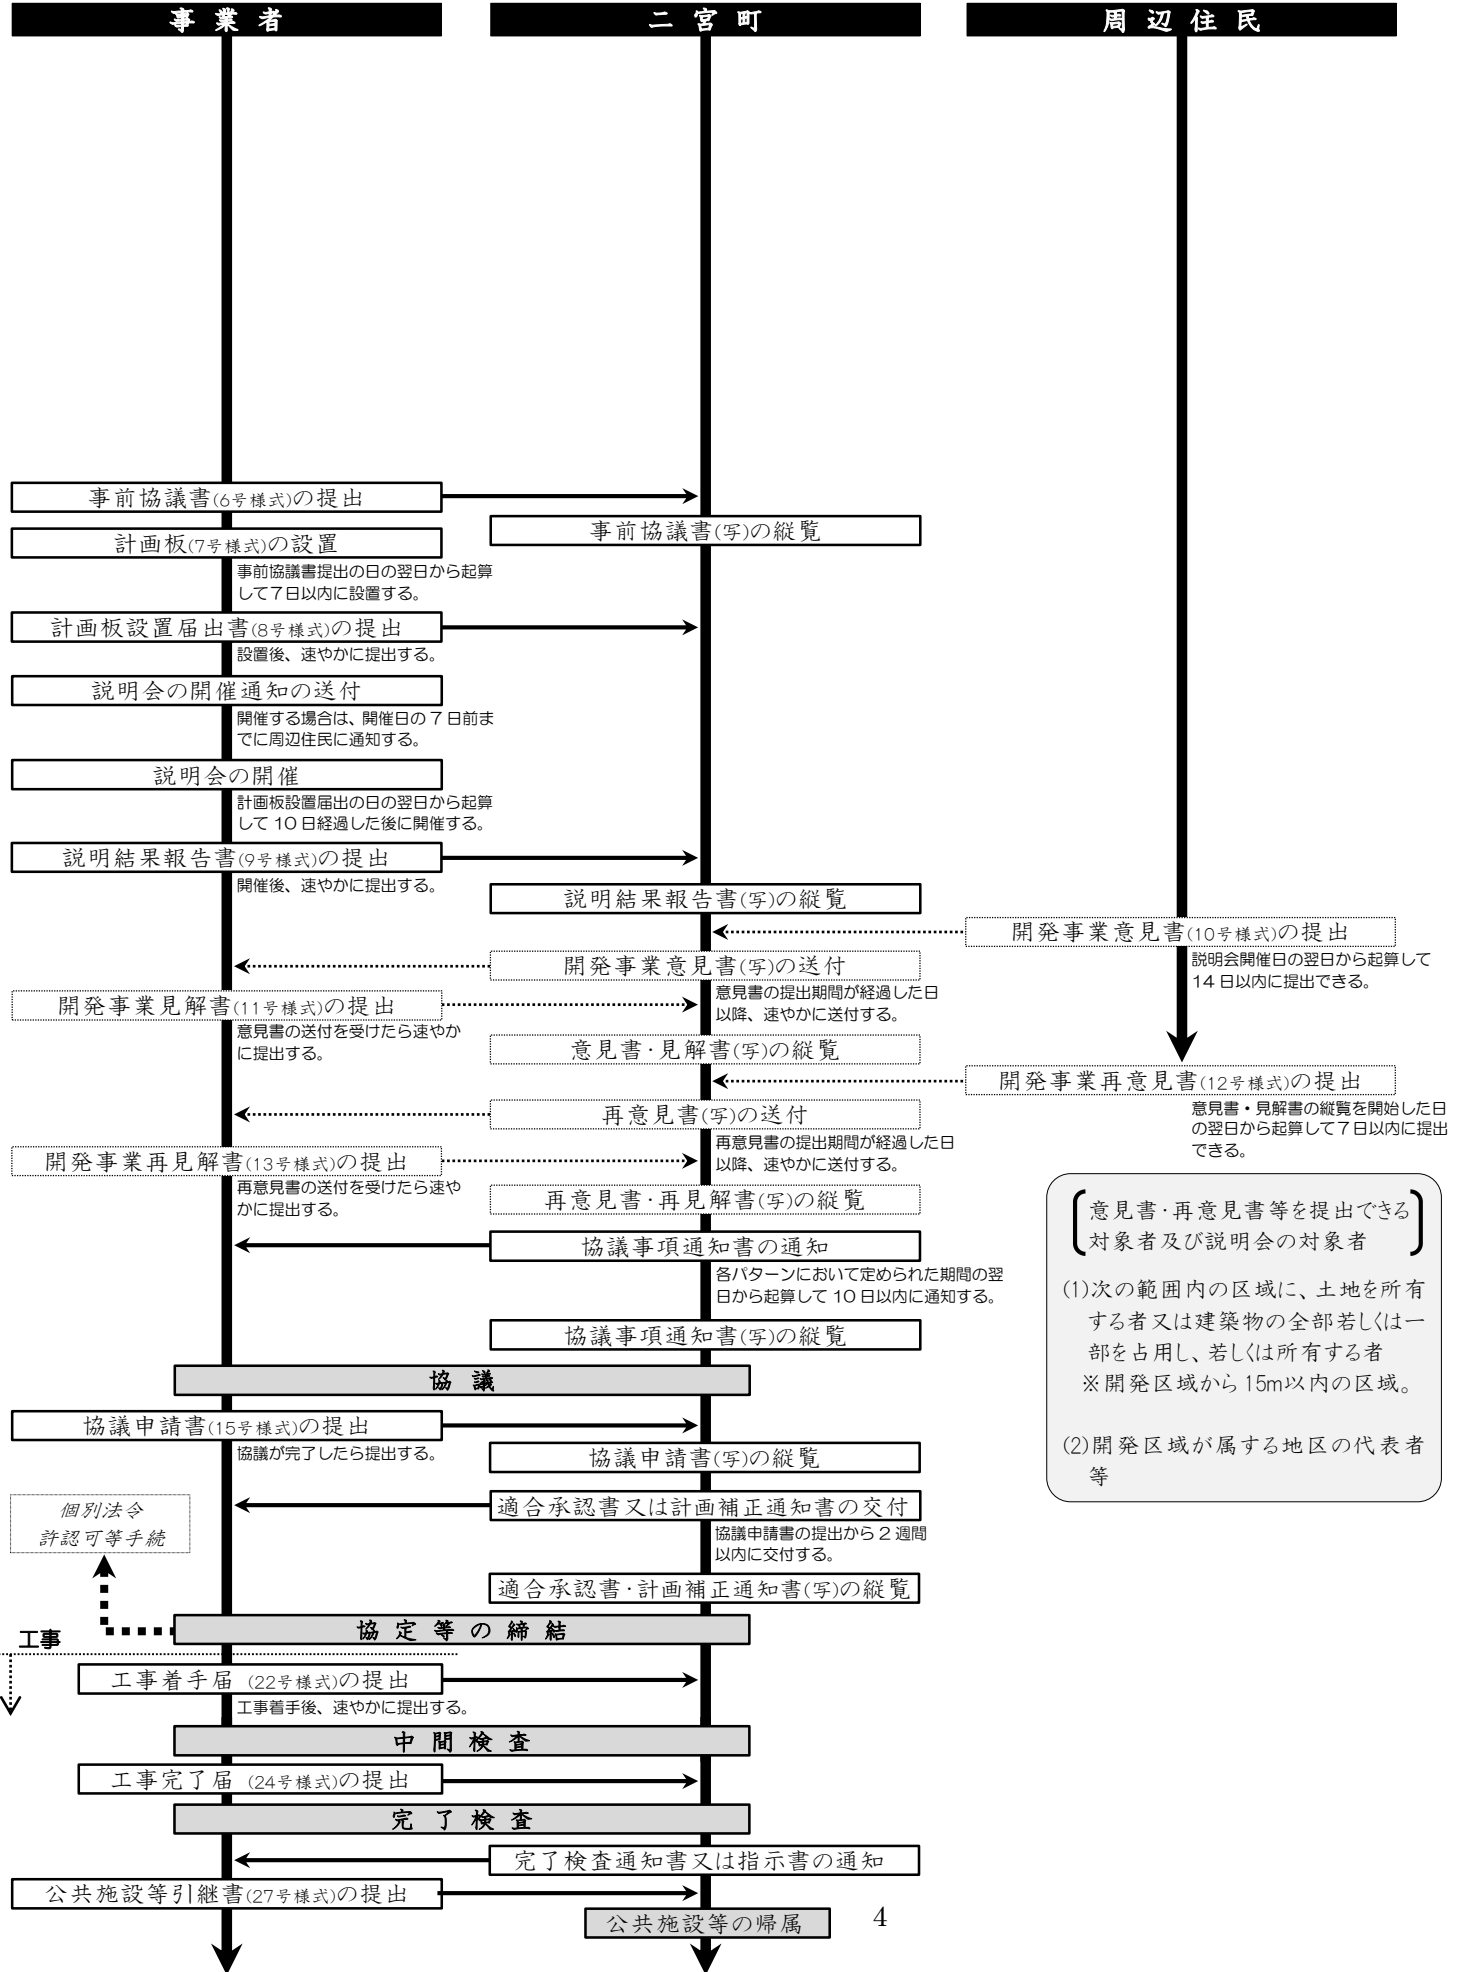 事業者
二宮町
周辺住民
事前協議書(6号様式)の提出
事前協議書(写)の縦覧
計画板(7号様式)の設置
事前協議書提出の日の翌日から起算
して7日以内に設置する。
計画板設置届出書(8号様式)の提出
設置後、速やかに提出する。
説明会の開催通知の送付
開催する場合は、開催日の7日前ま
でに周辺住民に通知する。
説明会の開催
計画板設置届出の日の翌日から起算
して10日経過した後に開催する。
説明結果報告書(9号様式)の提出
開催後、速やかに提出する。
説明結果報告書(写)の縦覧
開発事業意見書(10号様式)の提出
説明会開催日の翌日から起算して
14日以内に提出できる。
開発事業意見書(写)の送付
意見書の提出期間が経過した日
以降、速やかに送付する。
開発事業見解書(11号様式)の提出
意見書の送付を受けたら速やか
に提出する。
意見書・見解書(写)の縦覧
開発事業再意見書(12号様式)の提出
意見書・見解書の縦覧を開始した日
の翌日から起算して7日以内に提出
できる。
再意見書(写)の送付
再意見書の提出期間が経過した日
以降、速やかに送付する。
開発事業再見解書(13号様式)の提出
再意見書の送付を受けたら速や
かに提出する。
再意見書・再見解書(写)の縦覧
意見書・再意見書等を提出できる
対象者及び説明会の対象者
(1)次の範囲内の区域に、土地を所有
する者又は建築物の全部若しくは一
部を占用し、若しくは所有する者
※開発区域から15m以内の区域。
(2)開発区域が属する地区の代表者
等
協議事項通知書の通知
各パターンにおいて定められた期間の翌
日から起算して10日以内に通知する。
協議事項通知書(写)の縦覧
協議
協議申請書(15号様式)の提出
協議が完了したら提出する。
協議申請書(写)の縦覧
個別法令
許認可等手続
適合承認書又は計画補正通知書の交付
協議申請書の提出から2週間
以内に交付する。
適合承認書・計画補正通知書(写)の縦覧
協定等の締結
工事
工事着手届 (22号様式)の提出
工事着手後、速やかに提出する。
中間検査
工事完了届 (24号様式)の提出
完了検査
完了検査通知書又は指示書の通知
公共施設等引継書(27号様式)の提出
公共施設等の帰属
4